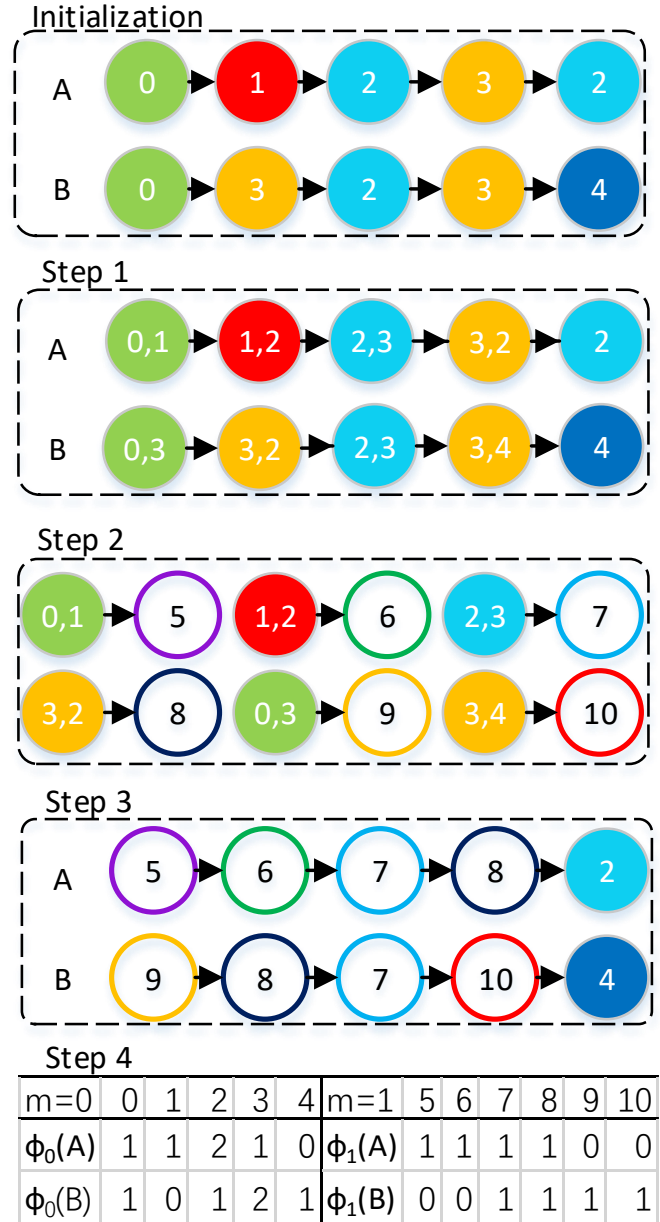 Initialization
A 0 1 2 3 2
B 0 3 2 3 4
Step 1
A 0,1 1,2 2,3 3,2 2
B 0,3 3,2 2,3 3,4 4
Step 2
0,1 5 1,2 6 2,3 7
3,2 8 0,3 9 3,4 10
Step 3
A 5 6 7 8 2
B 9 8 7 10 4
Step 4
m=0 0 1 2 3 4 m=1 5 6 7 8 9 10
ϕ₀(A) 1 1 2 1 0 ϕ₁(A) 1 1 1 1 0 0
ϕ₀(B) 1 0 1 2 1 ϕ₁(B) 0 0 1 1 1 1